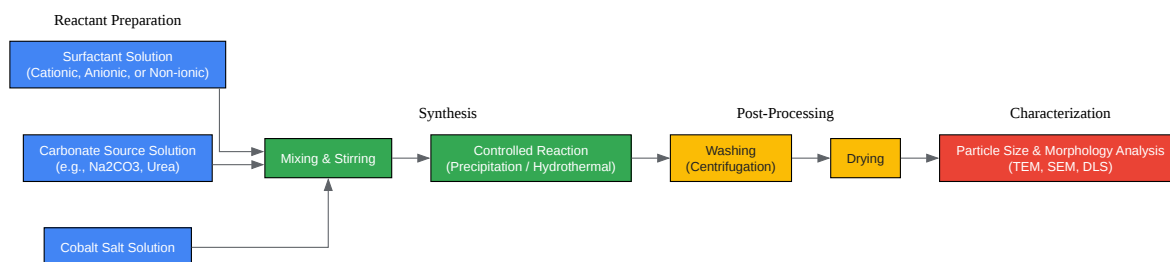 Reactant Preparation
Surfactant Solution
(Cationic, Anionic, or Non-ionic)
Synthesis
Post-Processing
Characterization
Carbonate Source Solution
(e.g., Na2CO3, Urea)
Mixing & Stirring
Controlled Reaction
(Precipitation / Hydrothermal)
Washing
(Centrifugation)
Drying
Particle Size & Morphology Analysis
(TEM, SEM, DLS)
Cobalt Salt Solution